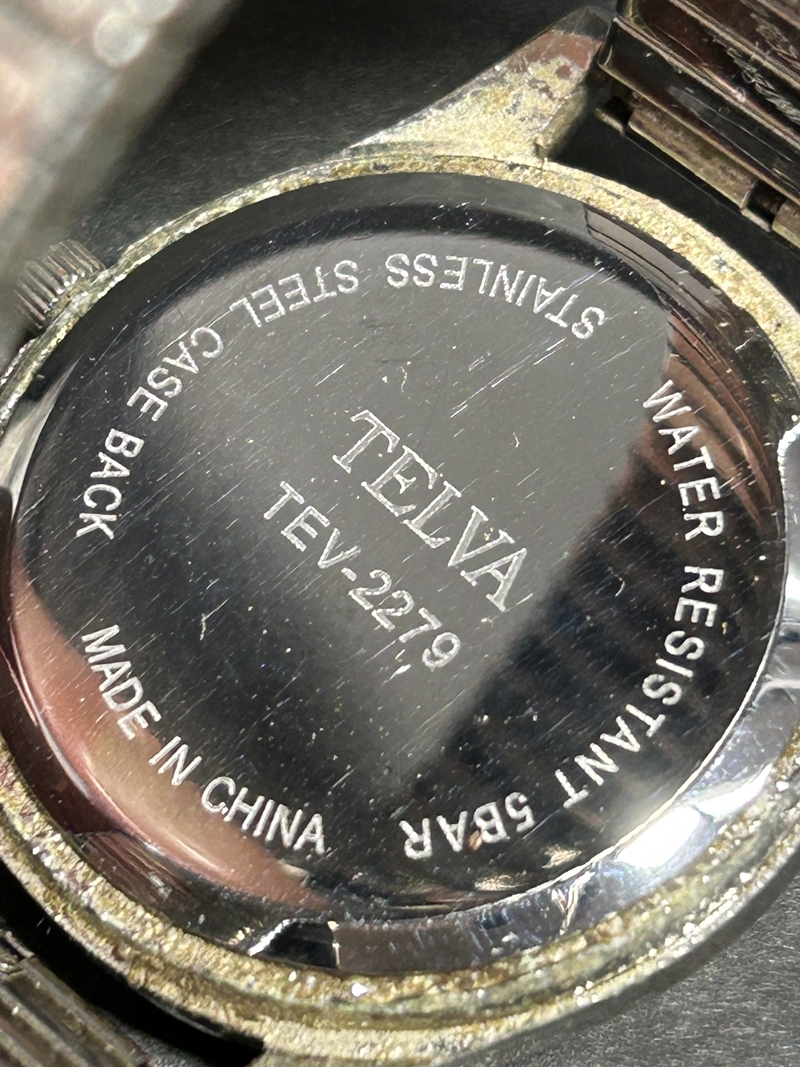 TELVA
TEV-2279
STAINLESS STEEL CASE BACK
WATER RESISTANT 5BAR
MADE IN CHINA